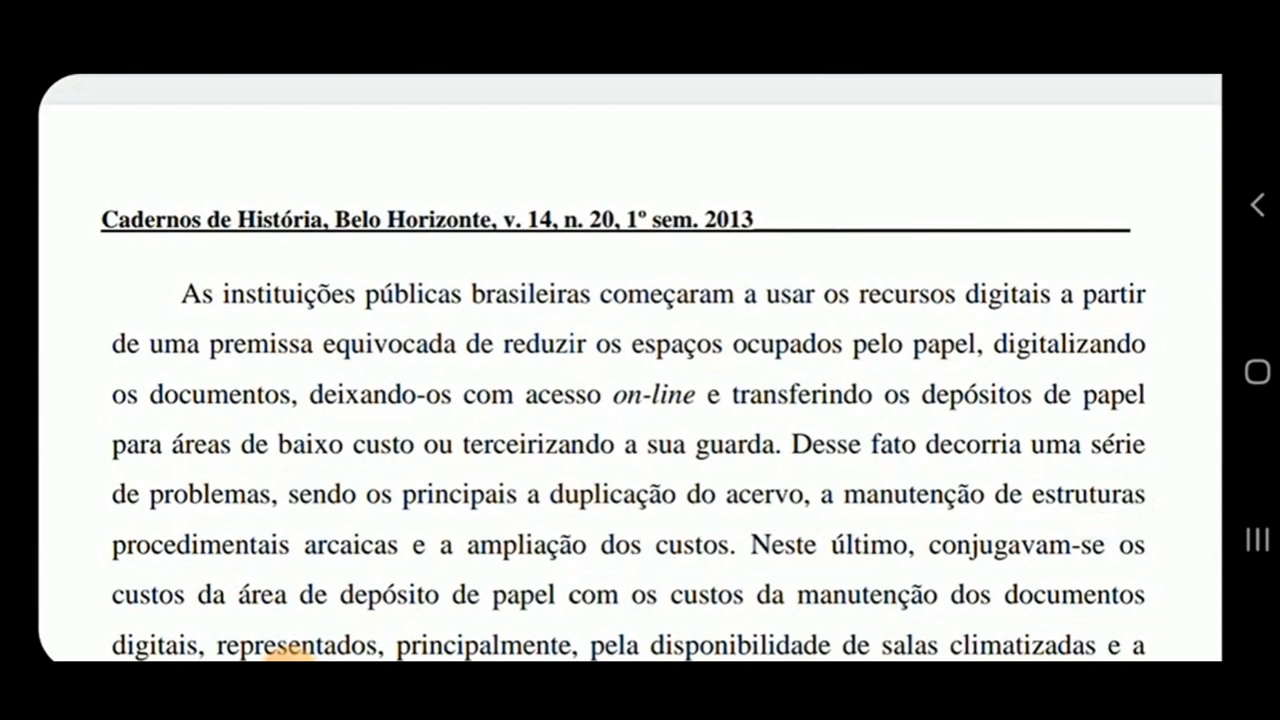 Cadernos de História, Belo Horizonte, v. 14, n. 20, 1º sem. 2013
As instituições públicas brasileiras começaram a usar os recursos digitais a partir
de uma premissa equivocada de reduzir os espaços ocupados pelo papel, digitalizando
os documentos, deixando-os com acesso on-line e transferindo os depósitos de papel
para áreas de baixo custo ou terceirizando a sua guarda. Desse fato decorria uma série
de problemas, sendo os principais a duplicação do acervo, a manutenção de estruturas
procedimentais arcaicas e a ampliação dos custos. Neste último, conjugavam-se os
custos da área de depósito de papel com os custos da manutenção dos documentos
digitais, representados, principalmente, pela disponibilidade de salas climatizadas e a